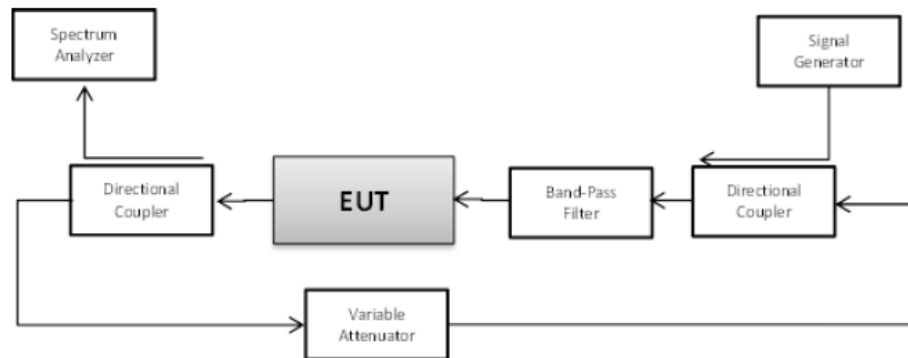 Spectrum
Analyzer
Signal
Generator
Directional
Coupler
EUT
Band-Pass
Filter
Directional
Coupler
Variable
Attenuator